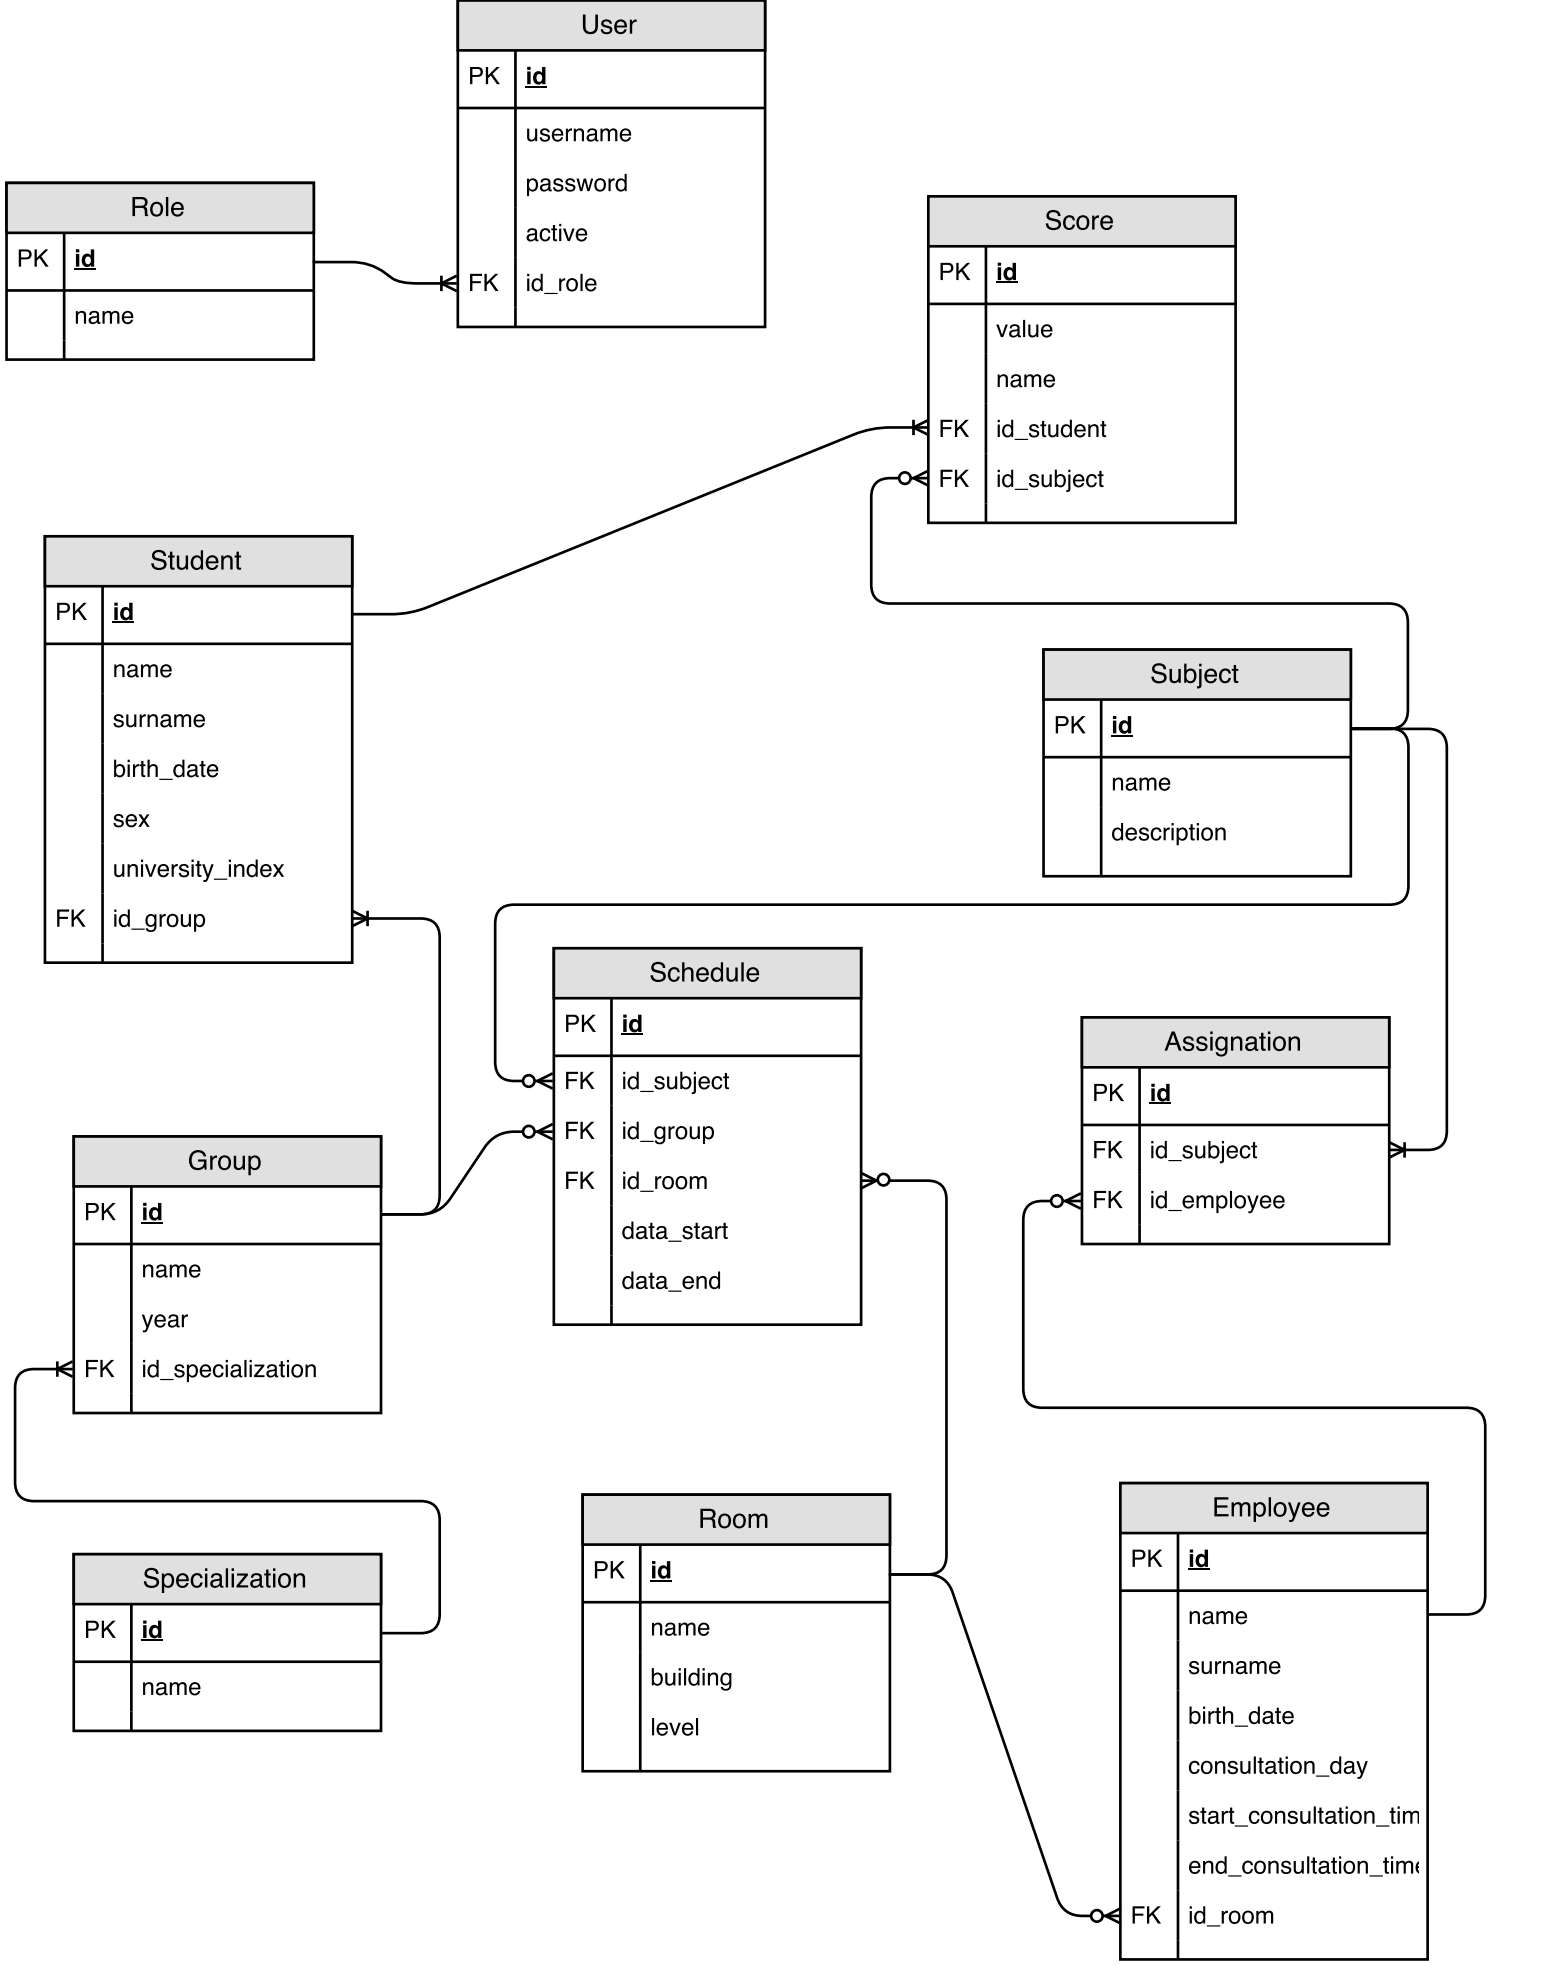 User
PK id
username
password
active
FK id_role
Role
PK id
name
Score
PK id
value
name
FK id_student
FK id_subject
Student
PK id
name
surname
birth_date
sex
university_index
FK id_group
Subject
PK id
name
description
Schedule
PK id
FK id_subject
FK id_group
FK id_room
data_start
data_end
Assignation
PK id
FK id_subject
FK id_employee
Group
PK id
name
year
FK id_specialization
Specialization
PK id
name
Room
PK id
name
building
level
Employee
PK id
name
surname
birth_date
consultation_day
start_consultation_tim
end_consultation_time
FK id_room